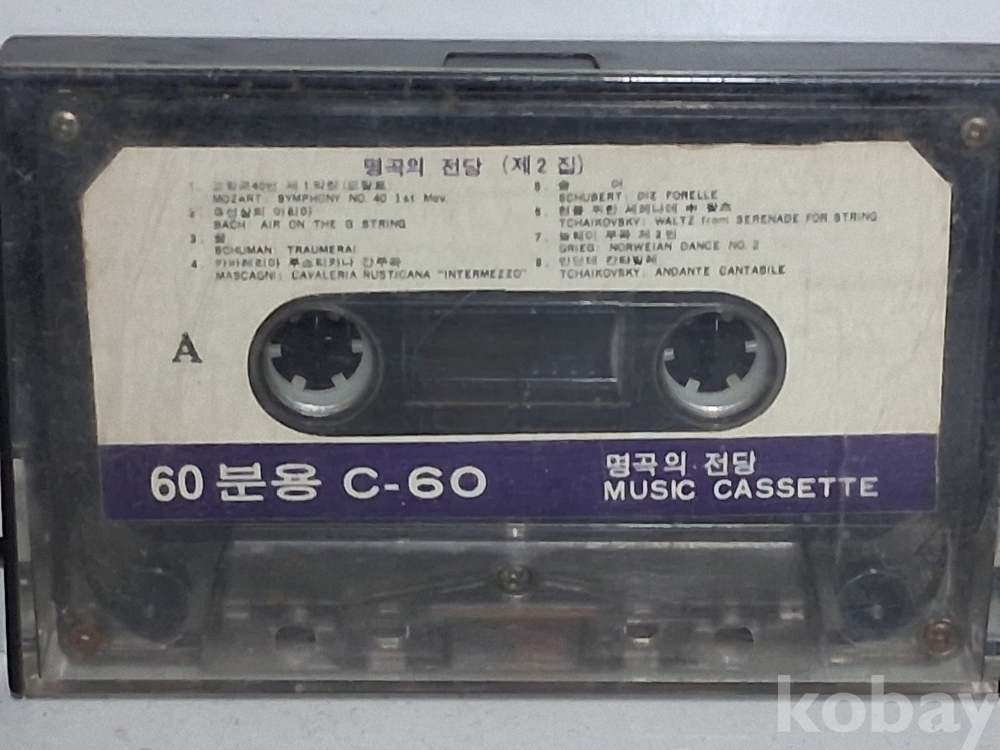 명곡의 전당 (제2 집)
1. 교향곡40번 제1악장 (모찰트)
MOZART: SYMPHONY NO. 40 1st Mov.
2. G선상의 아리아
BACH: AIR ON THE G STRING
3. 꿈
SCHUMAN: TRAUMERAI
4. 카바레리아 루스티카나 간주곡
MASCAGNI: CAVALERIA RUSTICANA "INTERMEZZO"
5. 숭 어
SCHUBERT: DIZ FORELLE
6. 현을 위한 세레나데 中 왈츠
TCHAIKOVSKY: WALTZ from SERENADE FOR STRING
7. 놀웨이 무곡 제2번
GRIEG: NORWEIAN DANCE NO. 2
8. 안단테 칸타빌레
TCHAIKOVSKY: ANDANTE CANTABILE
A
60분용 C-60
명곡의 전당
MUSIC CASSETTE
kobay